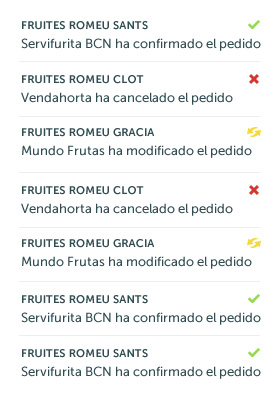 FRUITES ROMEU SANTS
Servifurita BCN ha confirmado el pedido
FRUITES ROMEU CLOT
Vendahorta ha cancelado el pedido
FRUITES ROMEU GRACIA
Mundo Frutas ha modificado el pedido
FRUITES ROMEU CLOT
Vendahorta ha cancelado el pedido
FRUITES ROMEU GRACIA
Mundo Frutas ha modificado el pedido
FRUITES ROMEU SANTS
Servifurita BCN ha confirmado el pedido
FRUITES ROMEU SANTS
Servifurita BCN ha confirmado el pedido